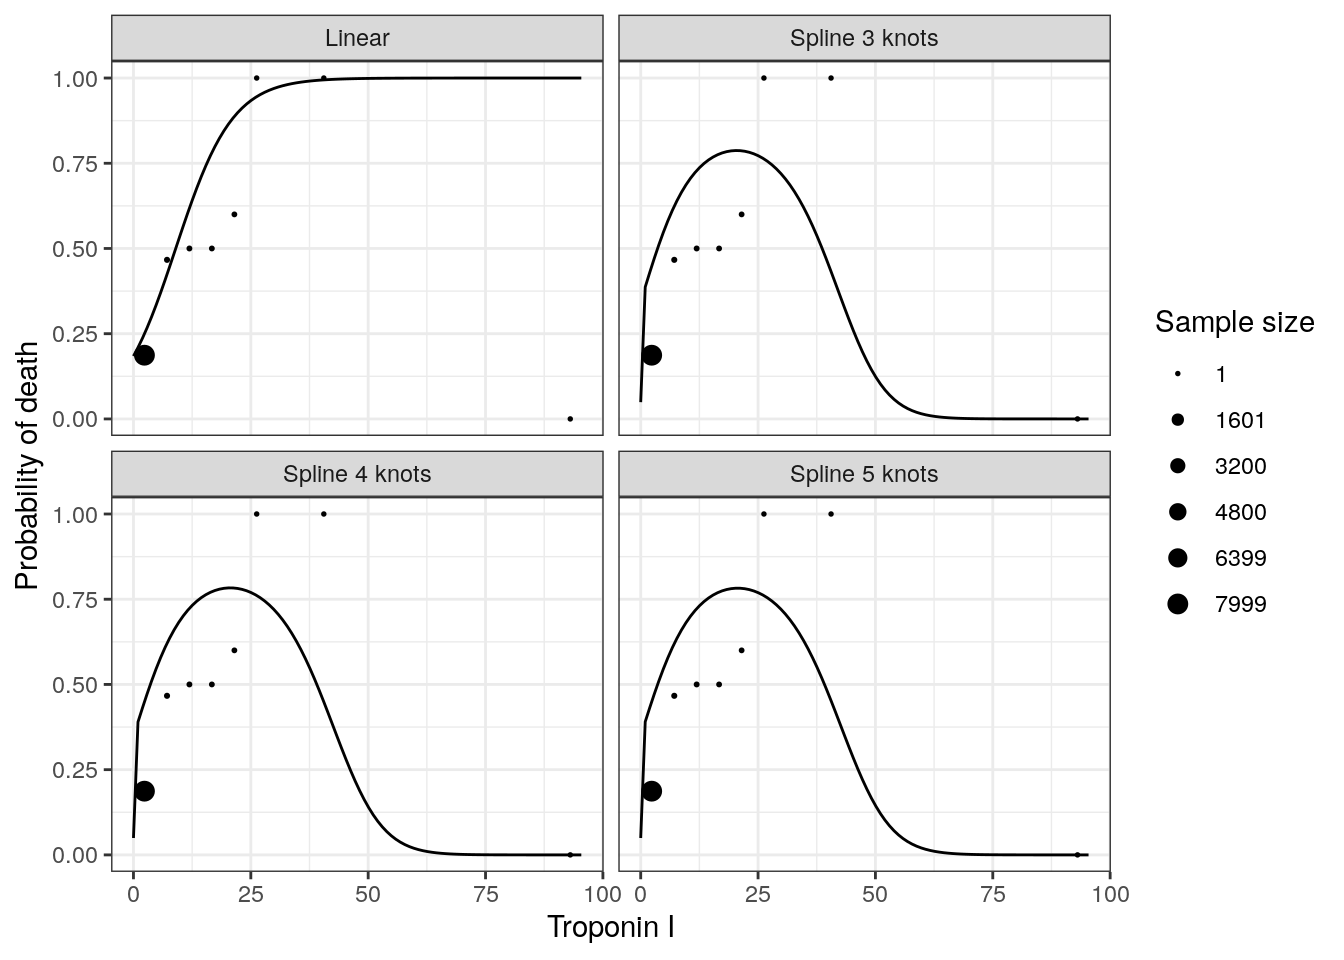 Linear
Spline 3 knots
1.00
0.75
0.50
0.25
0.00
Spline 4 knots
Spline 5 knots
1.00
0.75
0.50
0.25
0.00
0 25 50 75 100
0 25 50 75 100
Troponin I
Probability of death
Sample size
1
1601
3200
4800
6399
7999